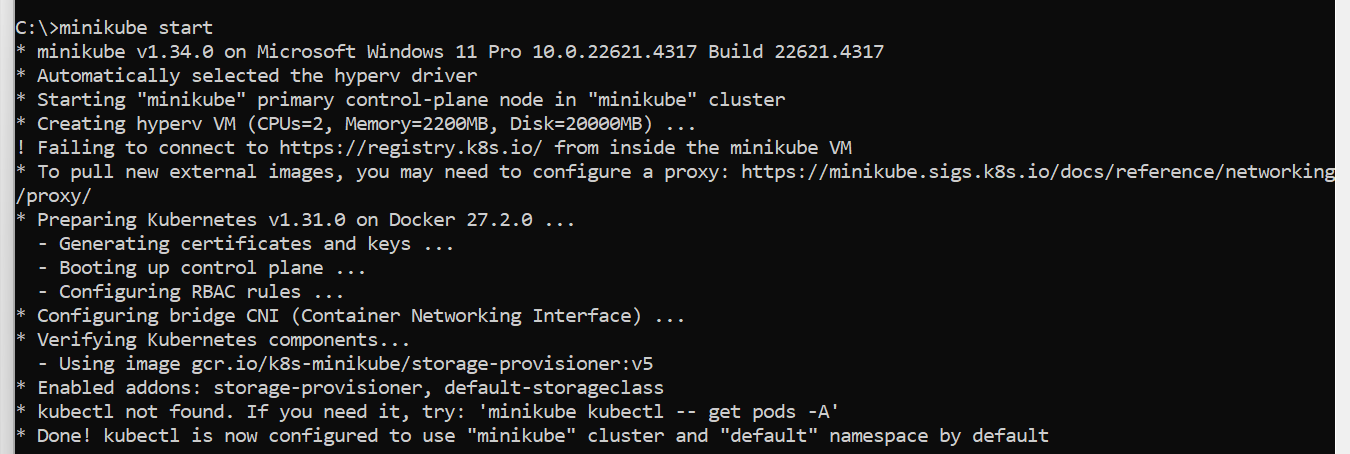 C:\>minikube start
* minikube v1.34.0 on Microsoft Windows 11 Pro 10.0.22621.4317 Build 22621.4317
* Automatically selected the hyperv driver
* Starting "minikube" primary control-plane node in "minikube" cluster
* Creating hyperv VM (CPUs=2, Memory=2200MB, Disk=20000MB) ...
! Failing to connect to https://registry.k8s.io/ from inside the minikube VM
* To pull new external images, you may need to configure a proxy: https://minikube.sigs.k8s.io/docs/reference/networking
/proxy/
* Preparing Kubernetes v1.31.0 on Docker 27.2.0 ...
  - Generating certificates and keys ...
  - Booting up control plane ...
  - Configuring RBAC rules ...
* Configuring bridge CNI (Container Networking Interface) ...
* Verifying Kubernetes components...
  - Using image gcr.io/k8s-minikube/storage-provisioner:v5
* Enabled addons: storage-provisioner, default-storageclass
* kubectl not found. If you need it, try: 'minikube kubectl -- get pods -A'
* Done! kubectl is now configured to use "minikube" cluster and "default" namespace by default